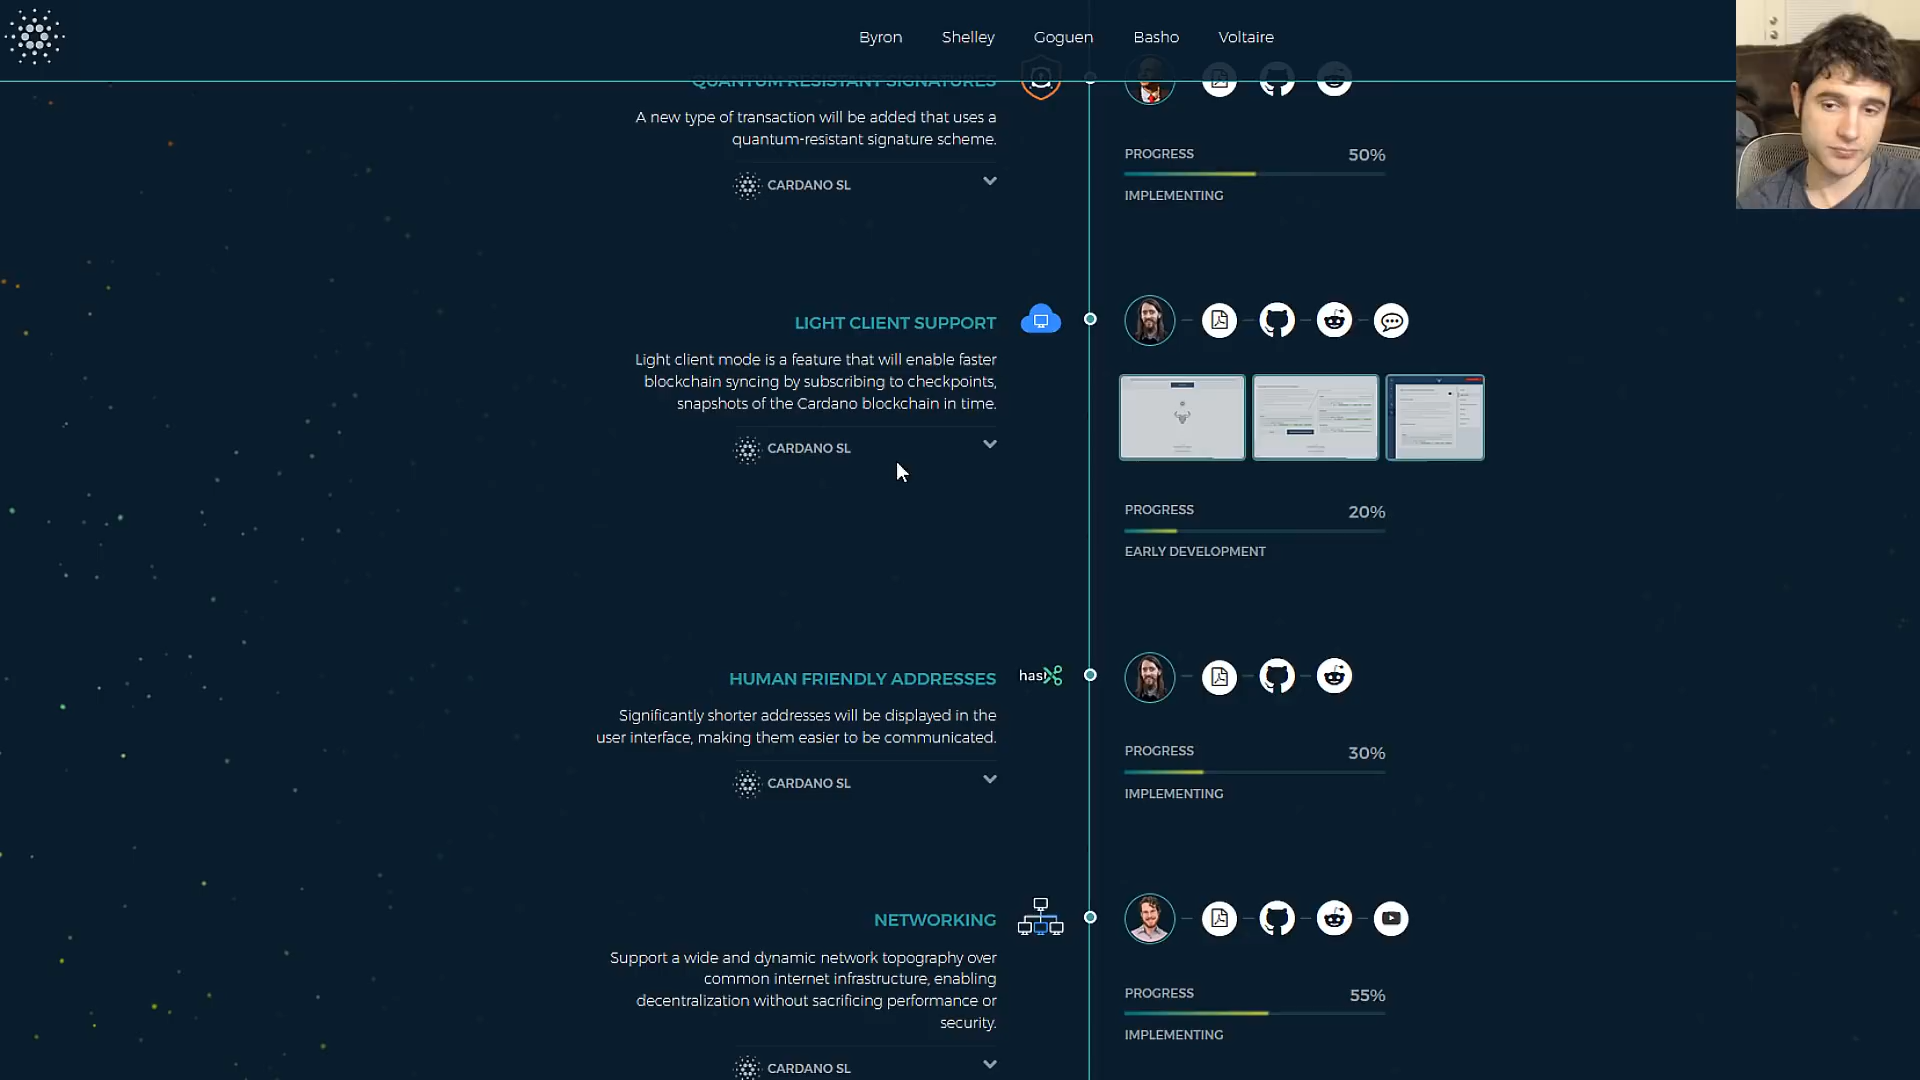 Byron Shelley Goguen Basho Voltaire
QUANTUM RESISTANT SIGNATURES
A new type of transaction will be added that uses a
quantum-resistant signature scheme.
CARDANO SL
PROGRESS 50%
IMPLEMENTING
LIGHT CLIENT SUPPORT
Light client mode is a feature that will enable faster
blockchain syncing by subscribing to checkpoints,
snapshots of the Cardano blockchain in time.
CARDANO SL
PROGRESS 20%
EARLY DEVELOPMENT
HUMAN FRIENDLY ADDRESSES
Significantly shorter addresses will be displayed in the
user interface, making them easier to be communicated.
CARDANO SL
PROGRESS 30%
IMPLEMENTING
NETWORKING
Support a wide and dynamic network topography over
common internet infrastructure, enabling
decentralization without sacrificing performance or
security.
CARDANO SL
PROGRESS 55%
IMPLEMENTING